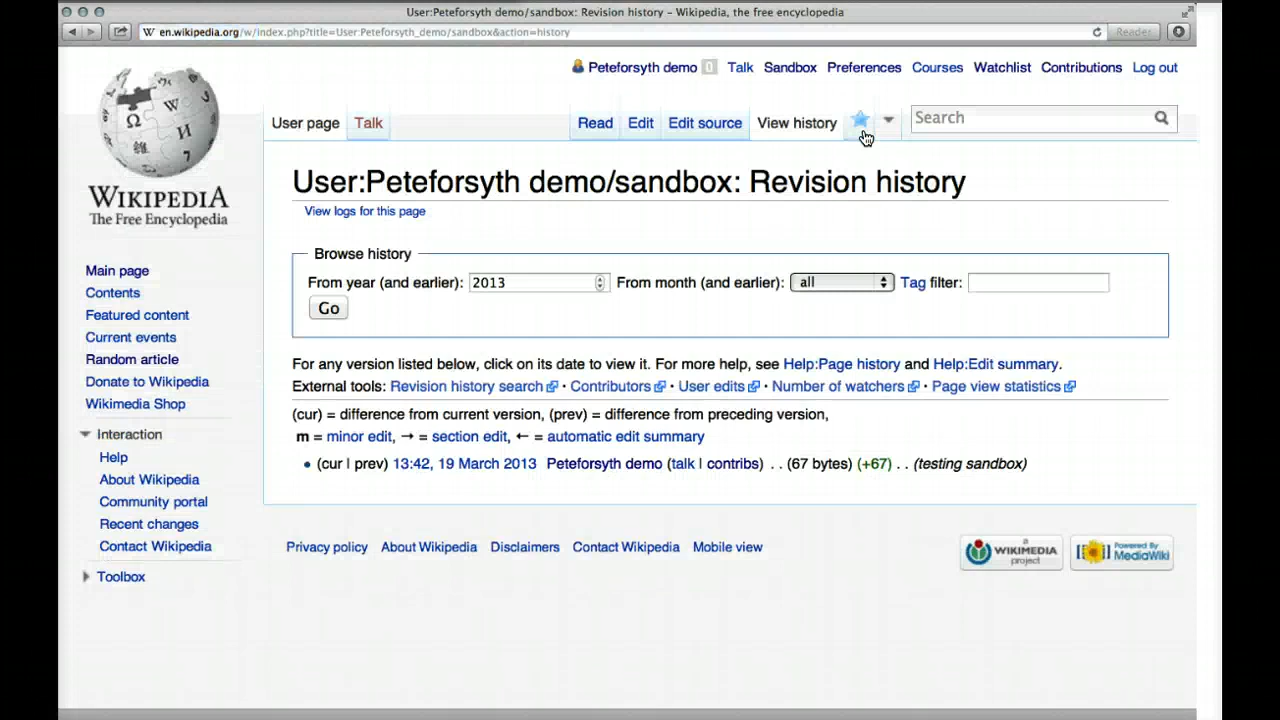 User:Peteforsyth demo/sandbox: Revision history – Wikipedia, the free encyclopedia
W en.wikipedia.org/w/index.php?title=User:Peteforsyth_demo/sandbox&action=history
Reader
Peteforsyth demo 0 Talk Sandbox Preferences Courses Watchlist Contributions Log out
User page Talk Read Edit Edit source View history Search
Ω W И 維
WIKIPEDIA
The Free Encyclopedia
User:Peteforsyth demo/sandbox: Revision history
View logs for this page
Browse history
From year (and earlier): 2013 From month (and earlier): all Tag filter:
Go
For any version listed below, click on its date to view it. For more help, see Help:Page history and Help:Edit summary.
External tools: Revision history search · Contributors · User edits · Number of watchers · Page view statistics
(cur) = difference from current version, (prev) = difference from preceding version,
m = minor edit, → = section edit, ← = automatic edit summary
• (cur | prev) 13:42, 19 March 2013 Peteforsyth demo (talk | contribs) . . (67 bytes) (+67) . . (testing sandbox)
Main page
Contents
Featured content
Current events
Random article
Donate to Wikipedia
Wikimedia Shop
Interaction
Help
About Wikipedia
Community portal
Recent changes
Contact Wikipedia
Toolbox
Privacy policy About Wikipedia Disclaimers Contact Wikipedia Mobile view
a
WIKIMEDIA
project
Powered By
MediaWiki